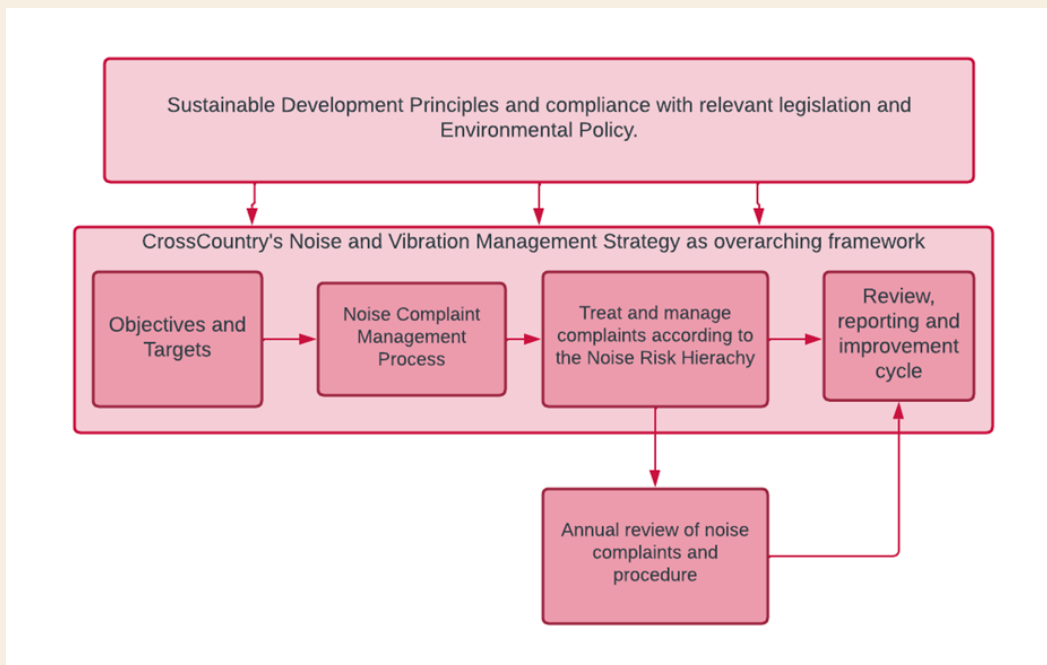 Sustainable Development Principles and compliance with relevant legislation and
Environmental Policy.
CrossCountry's Noise and Vibration Management Strategy as overarching framework
Objectives and
Targets
Noise Complaint
Management
Process
Treat and manage
complaints according to
the Noise Risk Hierachy
Review,
reporting and
improvement
cycle
Annual review of noise
complaints and
procedure